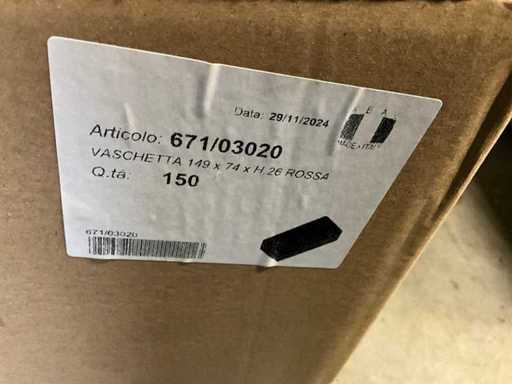 Data: 29/11/2024
Articolo: 671/03020
VASCHETTA 149 x 74 x H.26 ROSSA
Q.tà: 150
671/03020